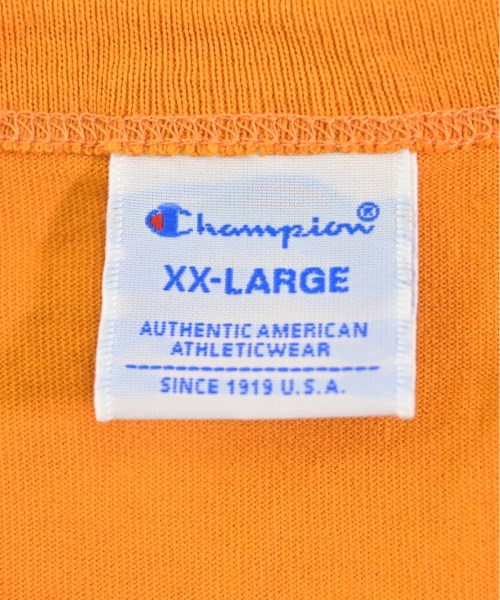 Champion®
XX-LARGE
AUTHENTIC AMERICAN
ATHLETICWEAR
SINCE 1919 U.S.A.